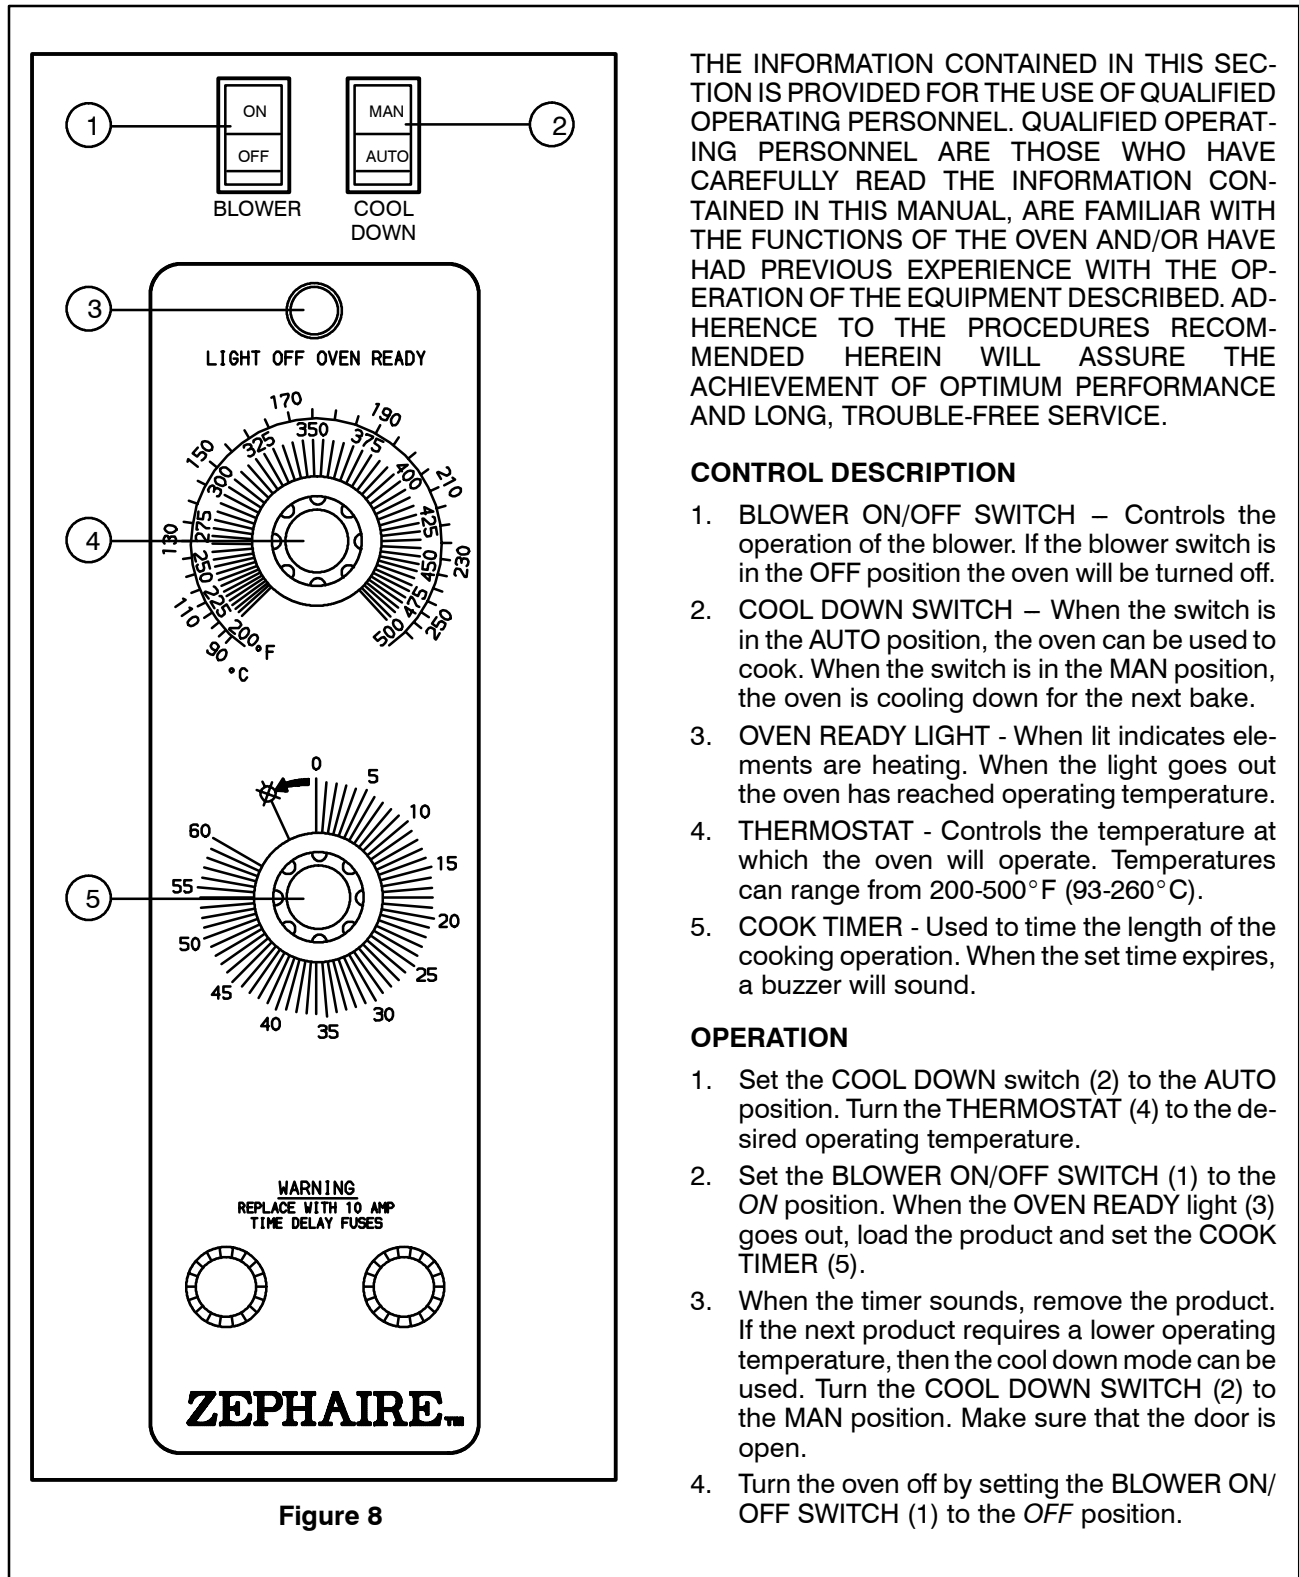 1
ON
OFF
BLOWER
MAN
AUTO
COOL
DOWN
2
3
LIGHT OFF OVEN READY
4
90 110 130 150 170 190 210 230 250
°C
200 225 250 275 300 325 350 375 400 425 450 475 500
°F
5
0 5 10 15 20 25 30 35 40 45 50 55 60
WARNING
REPLACE WITH 10 AMP
TIME DELAY FUSES
ZEPHAIRE™
Figure 8
THE INFORMATION CONTAINED IN THIS SEC-
TION IS PROVIDED FOR THE USE OF QUALIFIED
OPERATING PERSONNEL. QUALIFIED OPERAT-
ING PERSONNEL ARE THOSE WHO HAVE
CAREFULLY READ THE INFORMATION CON-
TAINED IN THIS MANUAL, ARE FAMILIAR WITH
THE FUNCTIONS OF THE OVEN AND/OR HAVE
HAD PREVIOUS EXPERIENCE WITH THE OP-
ERATION OF THE EQUIPMENT DESCRIBED. AD-
HERENCE TO THE PROCEDURES RECOM-
MENDED HEREIN WILL ASSURE THE
ACHIEVEMENT OF OPTIMUM PERFORMANCE
AND LONG, TROUBLE-FREE SERVICE.
CONTROL DESCRIPTION
1. BLOWER ON/OFF SWITCH – Controls the
operation of the blower. If the blower switch is
in the OFF position the oven will be turned off.
2. COOL DOWN SWITCH – When the switch is
in the AUTO position, the oven can be used to
cook. When the switch is in the MAN position,
the oven is cooling down for the next bake.
3. OVEN READY LIGHT - When lit indicates ele-
ments are heating. When the light goes out
the oven has reached operating temperature.
4. THERMOSTAT - Controls the temperature at
which the oven will operate. Temperatures
can range from 200-500°F (93-260°C).
5. COOK TIMER - Used to time the length of the
cooking operation. When the set time expires,
a buzzer will sound.
OPERATION
1. Set the COOL DOWN switch (2) to the AUTO
position. Turn the THERMOSTAT (4) to the de-
sired operating temperature.
2. Set the BLOWER ON/OFF SWITCH (1) to the
ON position. When the OVEN READY light (3)
goes out, load the product and set the COOK
TIMER (5).
3. When the timer sounds, remove the product.
If the next product requires a lower operating
temperature, then the cool down mode can be
used. Turn the COOL DOWN SWITCH (2) to
the MAN position. Make sure that the door is
open.
4. Turn the oven off by setting the BLOWER ON/
OFF SWITCH (1) to the OFF position.